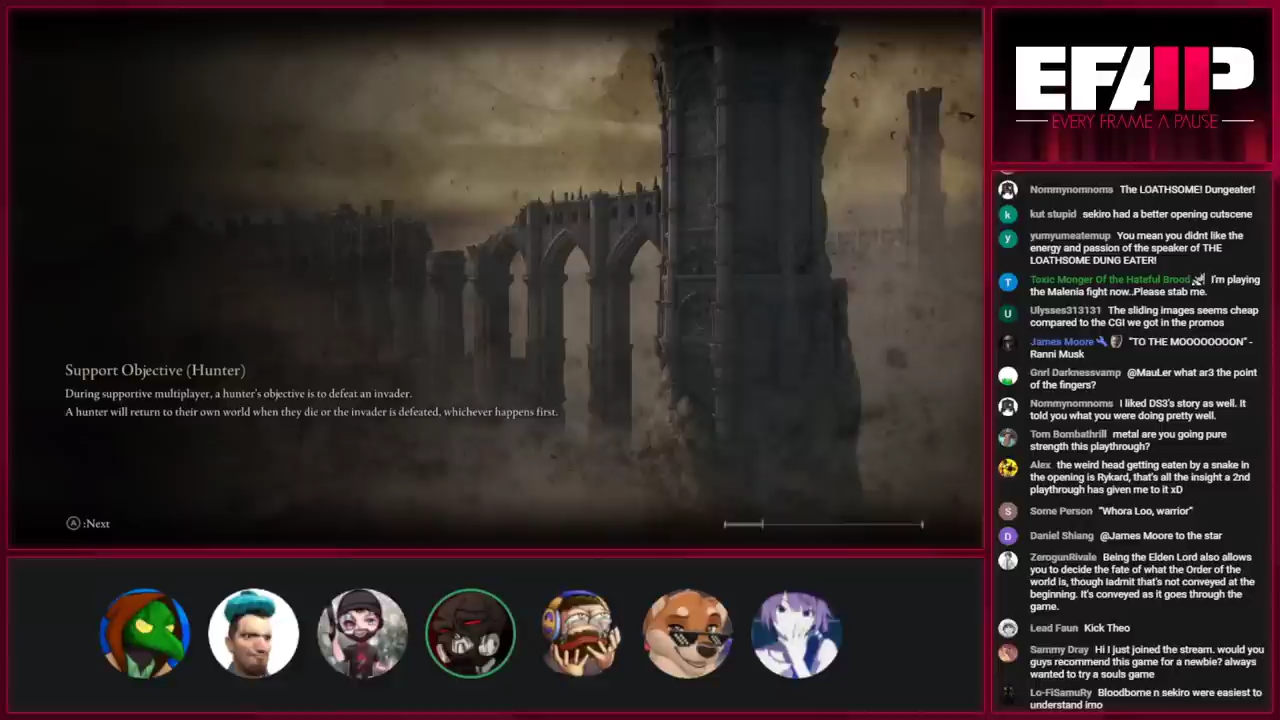 Support Objective (Hunter)
During supportive multiplayer, a hunter's objective is to defeat an invader.
A hunter will return to their own world when they die or the invader is defeated, whichever happens first.
A :Next
EFAP
EVERY FRAME A PAUSE
Nommynomnoms The LOATHSOME! Dungeater!
k
kut stupid sekiro had a better opening cutscene
y
yumyumeatemup You mean you didnt like the
energy and passion of the speaker of THE
LOATHSOME DUNG EATER!
T
Toxic Monger Of the Hateful Brood I'm playing
the Malenia fight now..Please stab me.
U
Ulysses313131 The sliding images seems cheap
compared to the CGI we got in the promos
James Moore "TO THE MOOOOOOOON" -
Ranni Musk
Gnrl Darknessvamp @MauLer what ar3 the point
of the fingers?
Nommynomnoms I liked DS3's story as well. It
told you what you were doing pretty well.
Tom Bombathrill metal are you going pure
strength this playthrough?
Alex the weird head getting eaten by a snake in
the opening is Rykard, that's all the insight a 2nd
playthrough has given me to it xD
S
Some Person "Whora Loo, warrior"
D
Daniel Shiang @James Moore to the star
ZerogunRivale Being the Elden Lord also allows
you to decide the fate of what the Order of the
world is, though Iadmit that's not conveyed at the
beginning. It's conveyed as it goes through the
game.
Lead Faun Kick Theo
Sammy Dray Hi I just joined the stream. would you
guys recommend this game for a newbie? always
wanted to try a souls game
Lo-FiSamuRy Bloodborne n sekiro were easiest to
understand imo